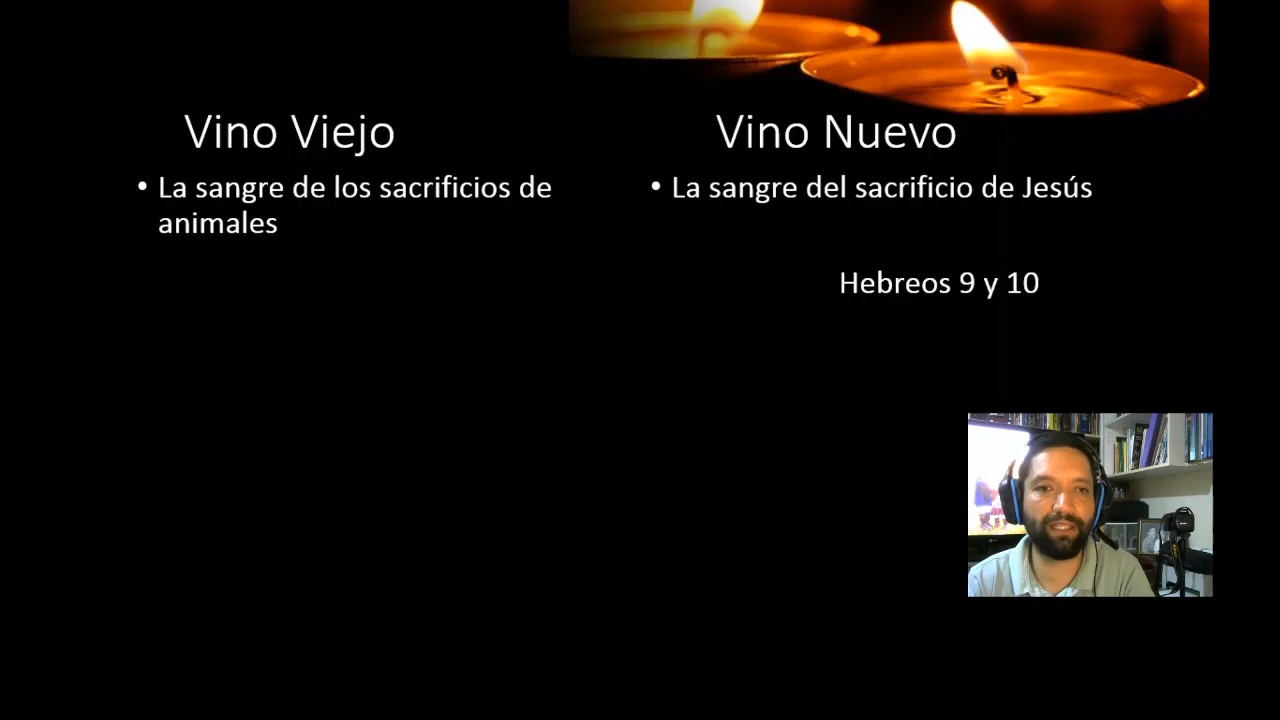 Vino Viejo
• La sangre de los sacrificios de
animales
Vino Nuevo
• La sangre del sacrificio de Jesús
Hebreos 9 y 10